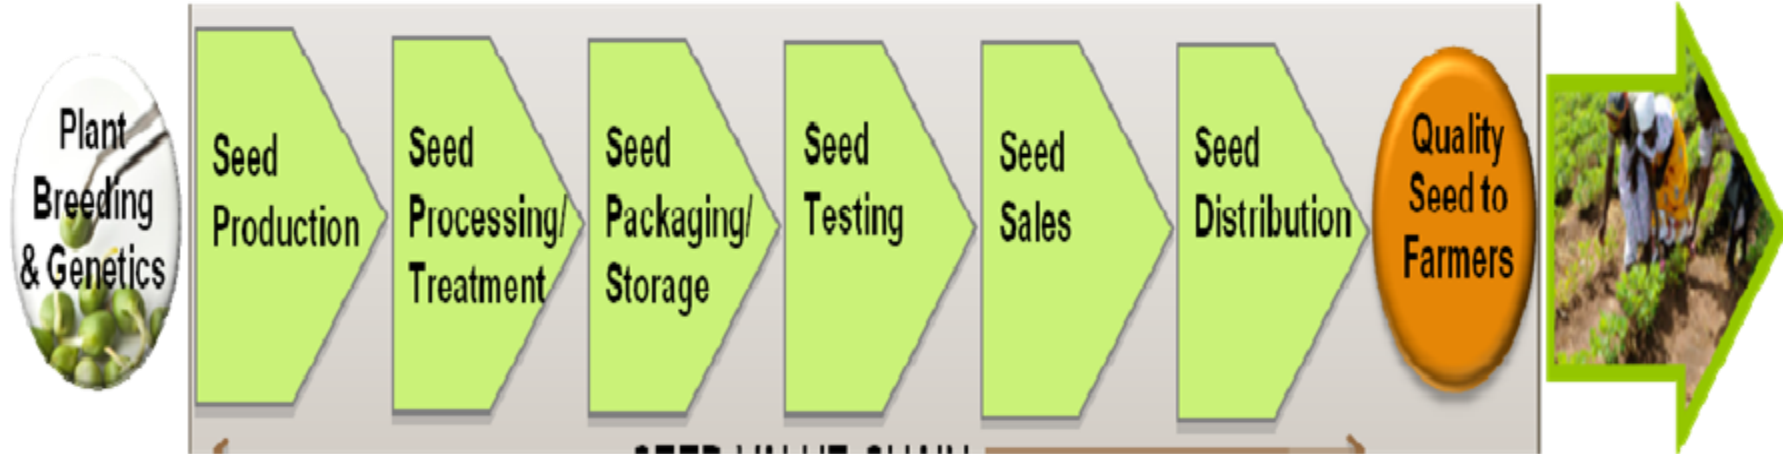 Plant
Breeding
& Genetics
Seed
Production
Seed
Processing/
Treatment
Seed
Packaging/
Storage
Seed
Testing
Seed
Sales
Seed
Distribution
Quality
Seed to
Farmers